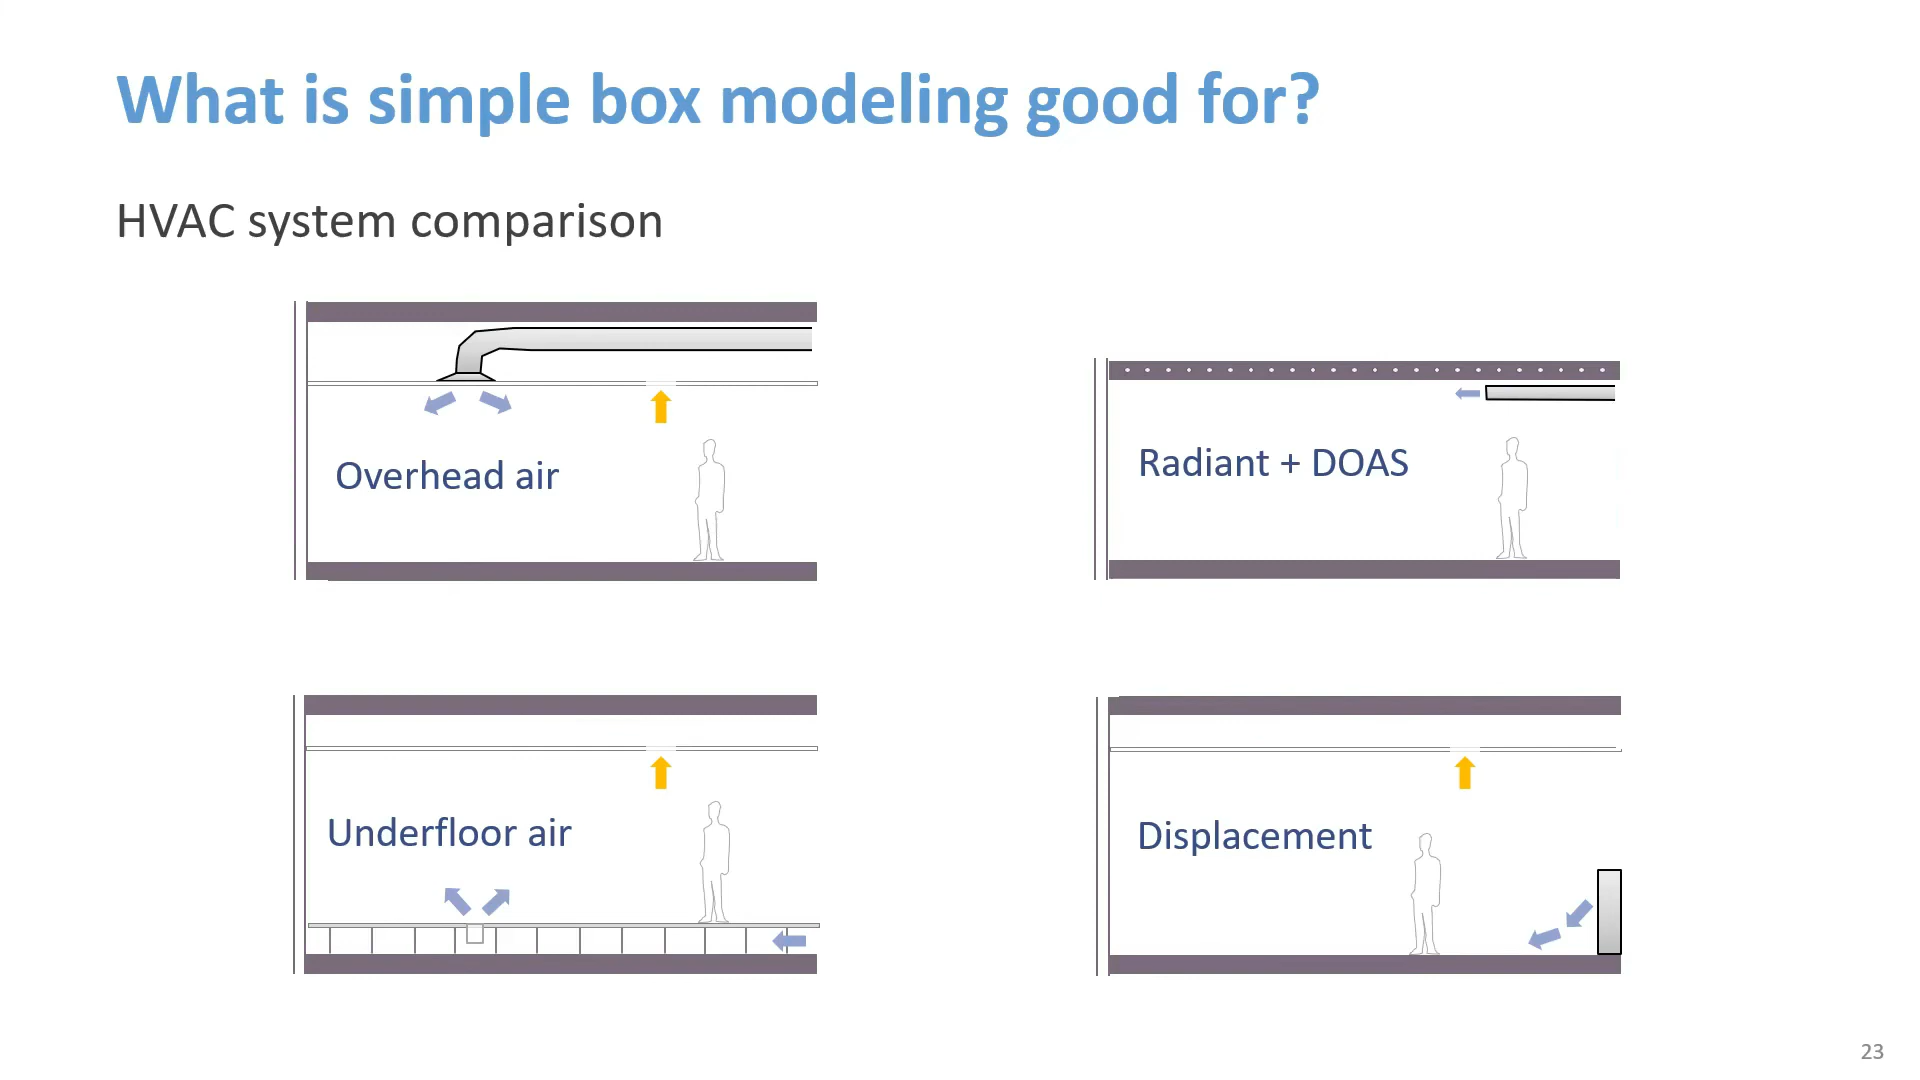 What is simple box modeling good for?
HVAC system comparison
Overhead air
Radiant + DOAS
Underfloor air
Displacement
23